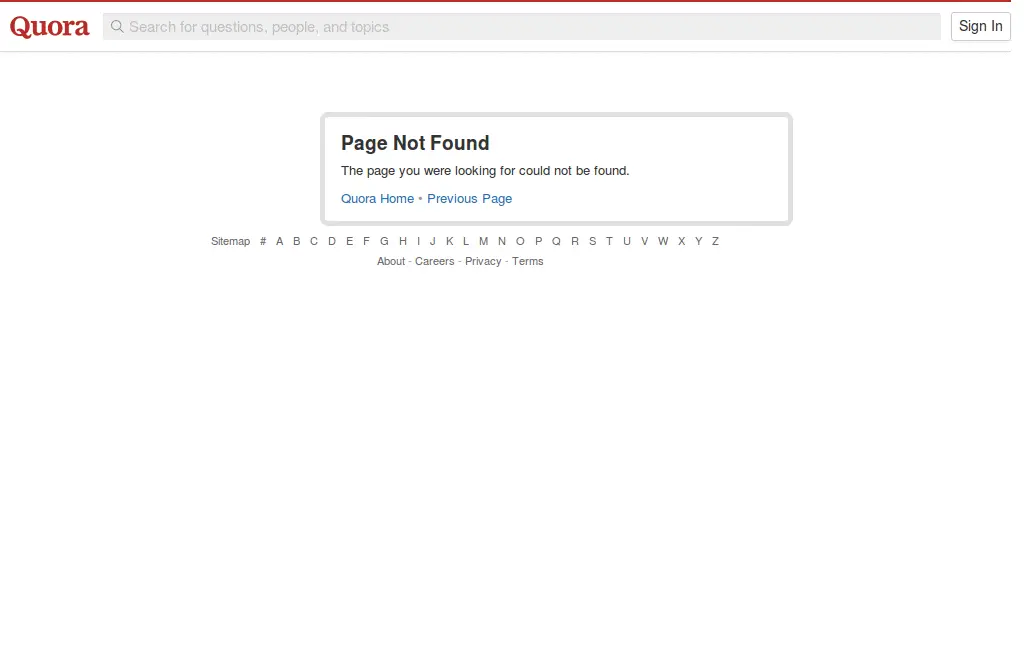 Quora Search for questions, people, and topics Sign In
Page Not Found
The page you were looking for could not be found.
Quora Home • Previous Page
Sitemap # A B C D E F G H I J K L M N O P Q R S T U V W X Y Z
About - Careers - Privacy - Terms